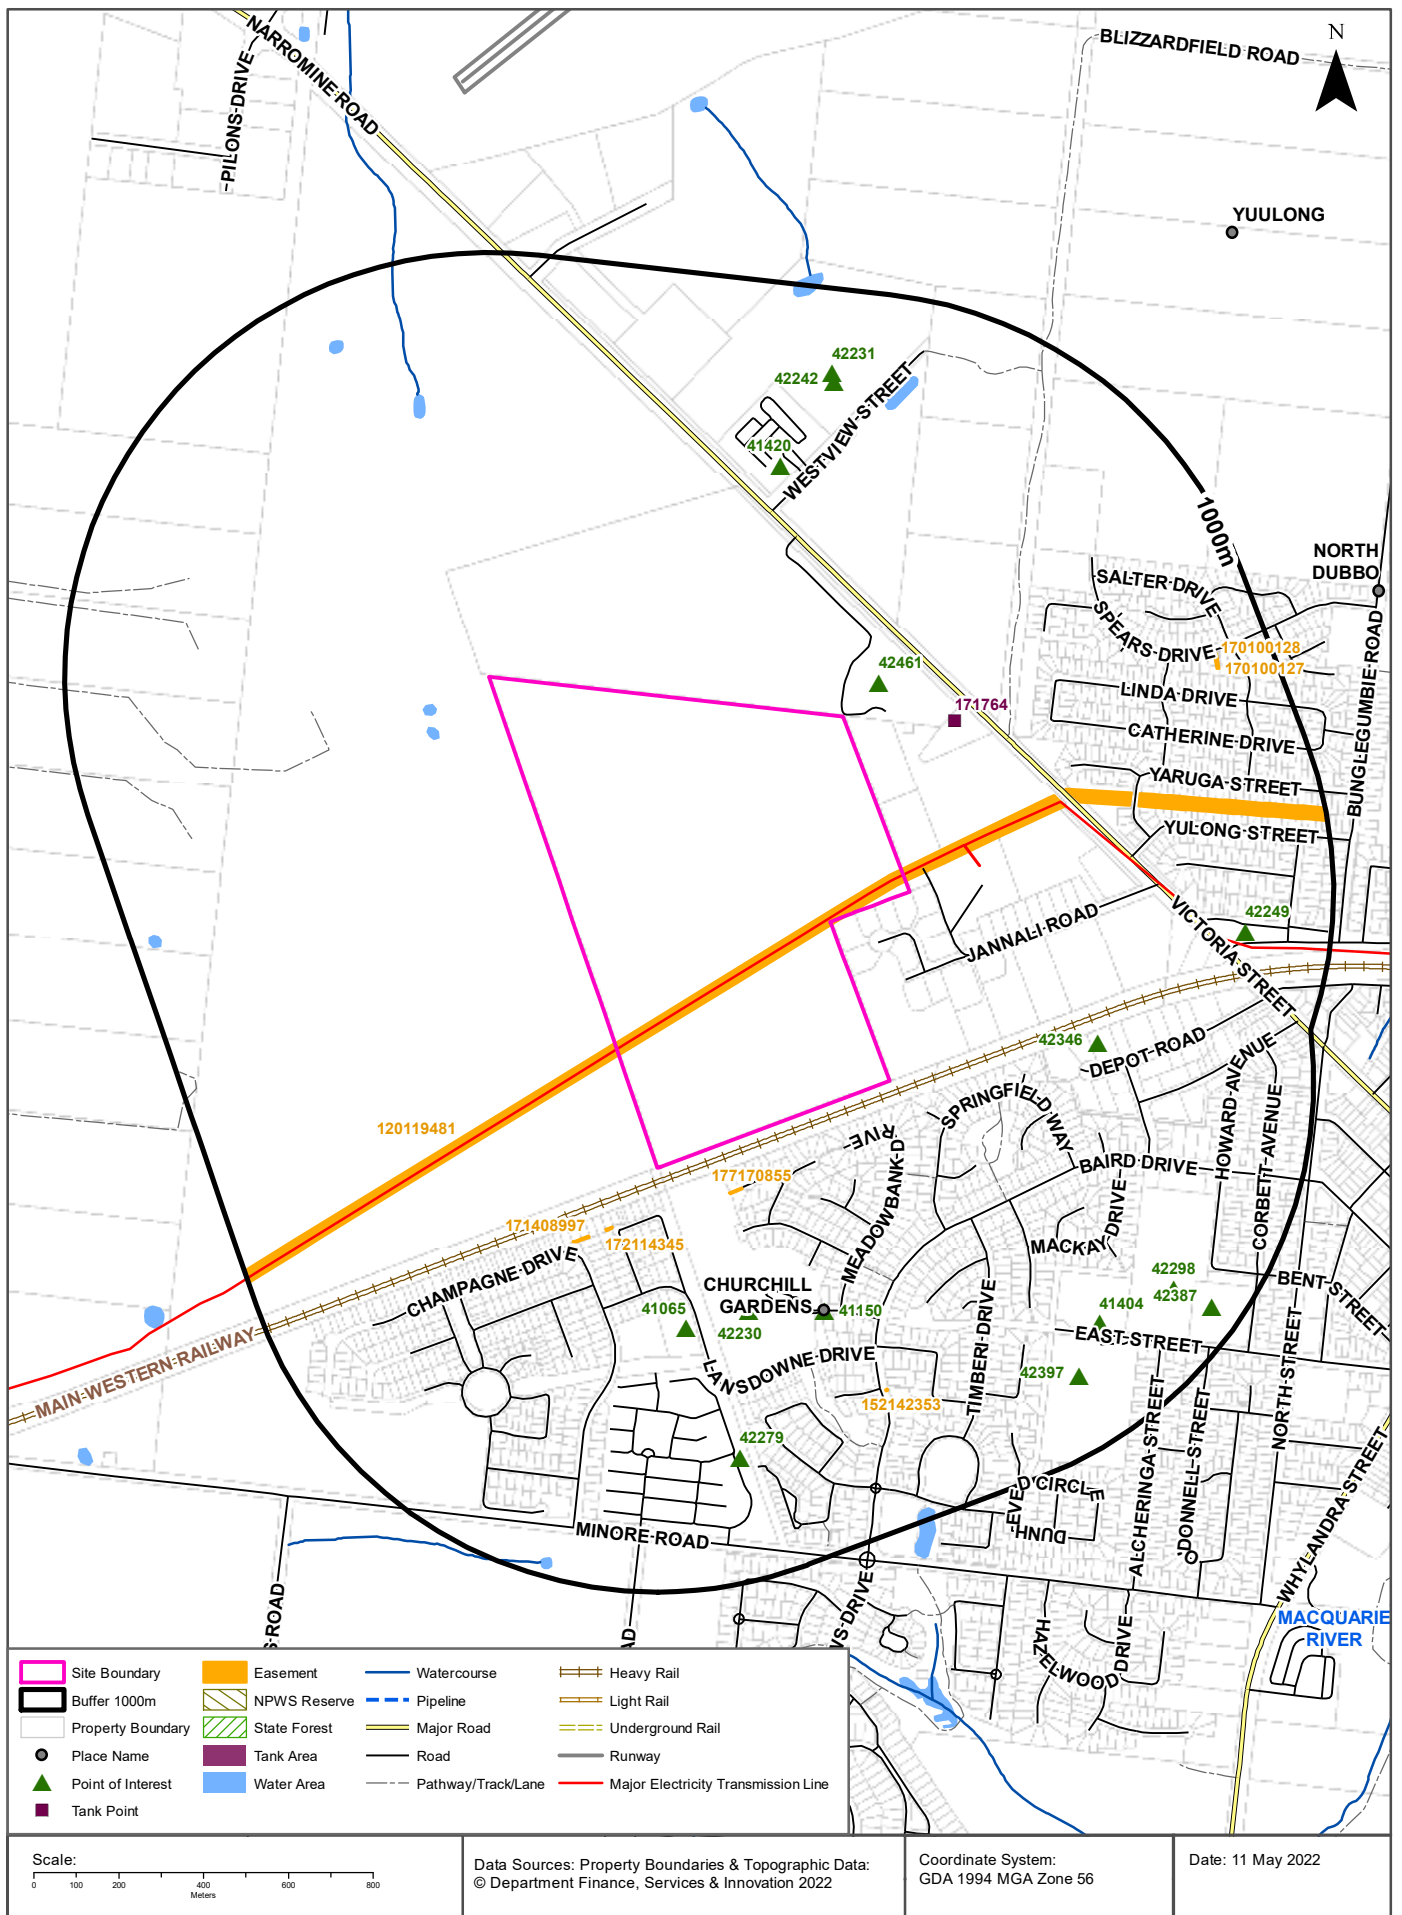 N
BLIZZARDFIELD ROAD
NARROMINE ROAD
PILONS DRIVE
YUULONG
42231
42242
WESTVIEW STREET
41420
1000m
NORTH
DUBBO
SALTER DRIVE
SPEARS DRIVE
170100128
170100127
42461
LINDA DRIVE
171764
CATHERINE DRIVE
BUNGLEGUMBIE ROAD
YARUGA STREET
YULONG STREET
42249
JANNALI ROAD
VICTORIA STREET
42346
DEPOT ROAD
HOWARD AVENUE
SPRINGFIELD WAY
CORBETT AVENUE
120119481
RIVE
MEADOWBANK D
BAIRD DRIVE
177170855
MACKAY DRIVE
171408997
172114345
CHAMPAGNE DRIVE
CHURCHILL
GARDENS
42298
42387
BENT STREET
41065
42230
41150
41404
EAST STREET
MAIN WESTERN RAILWAY
LANSDOWNE DRIVE
TIMBERI DRIVE
42397
NORTH STREET
152142353
42279
ALCHERINGA STREET
O'DONNELL STREET
WHYLANDRA STREET
DUNHEVED CIRCLE
MINORE ROAD
S ROAD
AD
WS DRIVE
HAZELWOOD DRIVE
MACQUARIE
RIVER
Site Boundary
Easement
Watercourse
Heavy Rail
Buffer 1000m
NPWS Reserve
Pipeline
Light Rail
Property Boundary
State Forest
Major Road
Underground Rail
Place Name
Tank Area
Road
Runway
Point of Interest
Water Area
Pathway/Track/Lane
Major Electricity Transmission Line
Tank Point
Scale:
0 100 200 400 600 800
Meters
Data Sources: Property Boundaries & Topographic Data:
© Department Finance, Services & Innovation 2022
Coordinate System:
GDA 1994 MGA Zone 56
Date: 11 May 2022